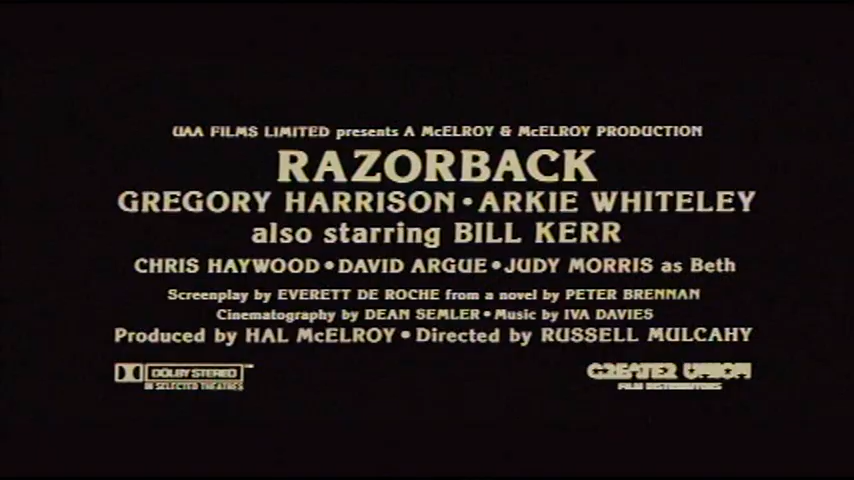 UAA FILMS LIMITED presents A McELROY & McELROY PRODUCTION
RAZORBACK
GREGORY HARRISON • ARKIE WHITELEY
also starring BILL KERR
CHRIS HAYWOOD • DAVID ARGUE • JUDY MORRIS as Beth
Screenplay by EVERETT DE ROCHE from a novel by PETER BRENNAN
Cinematography by DEAN SEMLER • Music by IVA DAVIES
Produced by HAL McELROY • Directed by RUSSELL MULCAHY
DOLBY STEREO™
IN SELECTED THEATRES
GREATER UNION
FILM DISTRIBUTORS